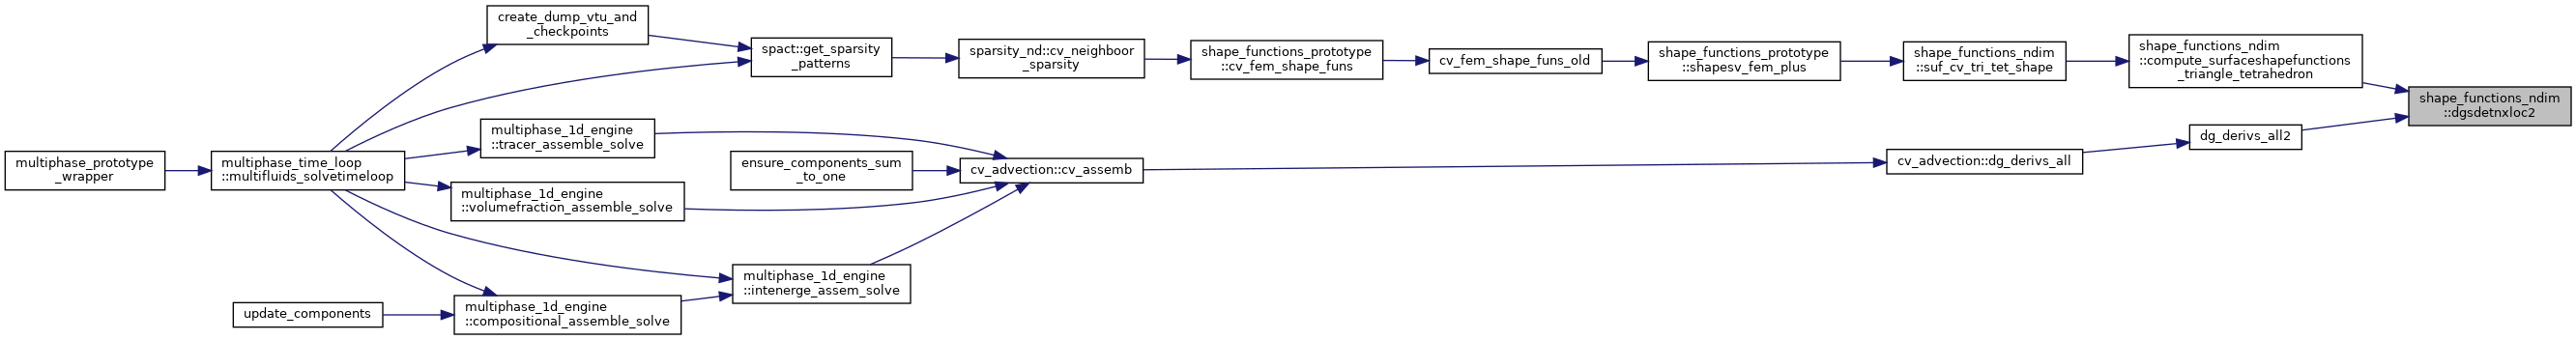 multiphase_prototype
_wrapper
multiphase_time_loop
::multifluids_solvetimeloop
create_dump_vtu_and
_checkpoints
spact::get_sparsity
_patterns
sparsity_nd::cv_neighboor
_sparsity
shape_functions_prototype
::cv_fem_shape_funs
cv_fem_shape_funs_old
shape_functions_prototype
::shapesv_fem_plus
shape_functions_ndim
::suf_cv_tri_tet_shape
shape_functions_ndim
::compute_surfaceshapefunctions
_triangle_tetrahedron
shape_functions_ndim
::dgsdetnxloc2
multiphase_1d_engine
::tracer_assemble_solve
ensure_components_sum
_to_one
multiphase_1d_engine
::volumefraction_assemble_solve
cv_advection::cv_assemb
cv_advection::dg_derivs_all
dg_derivs_all2
multiphase_1d_engine
::intenerge_assem_solve
update_components
multiphase_1d_engine
::compositional_assemble_solve